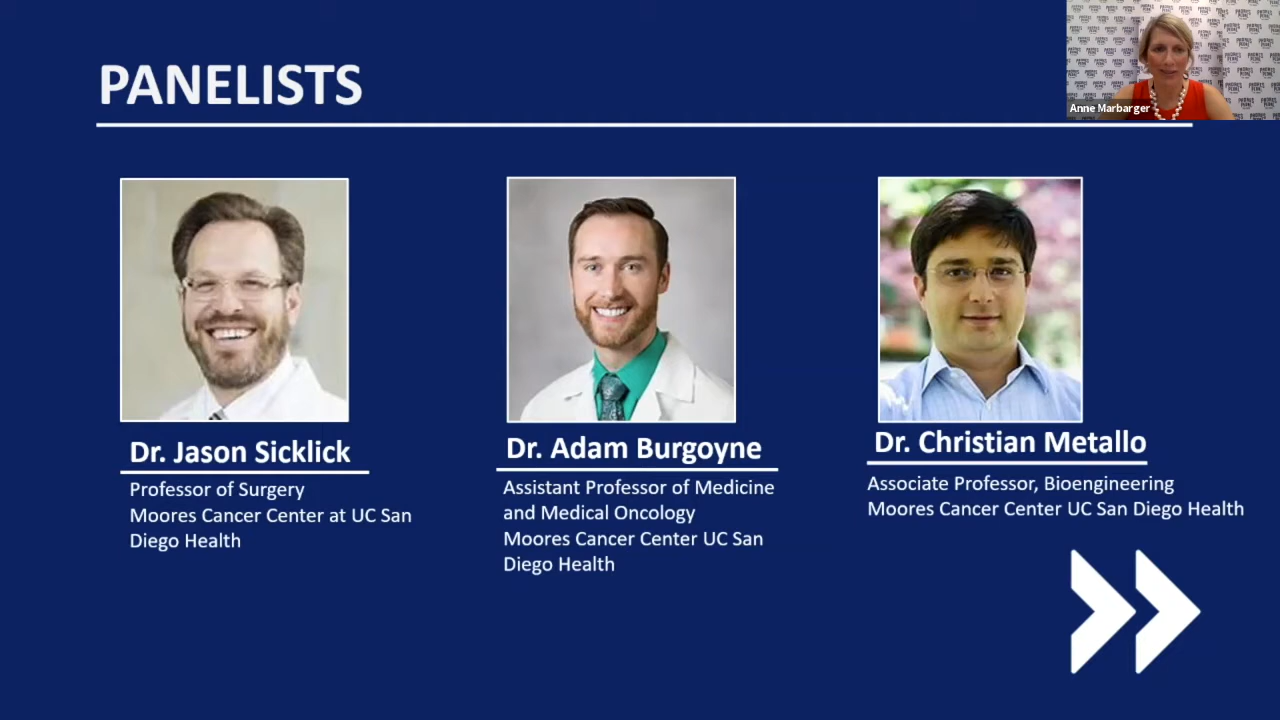 PANELISTS
Anne Marbarger
Dr. Jason Sicklick
Professor of Surgery
Moores Cancer Center at UC San
Diego Health
Dr. Adam Burgoyne
Assistant Professor of Medicine
and Medical Oncology
Moores Cancer Center UC San
Diego Health
Dr. Christian Metallo
Associate Professor, Bioengineering
Moores Cancer Center UC San Diego Health